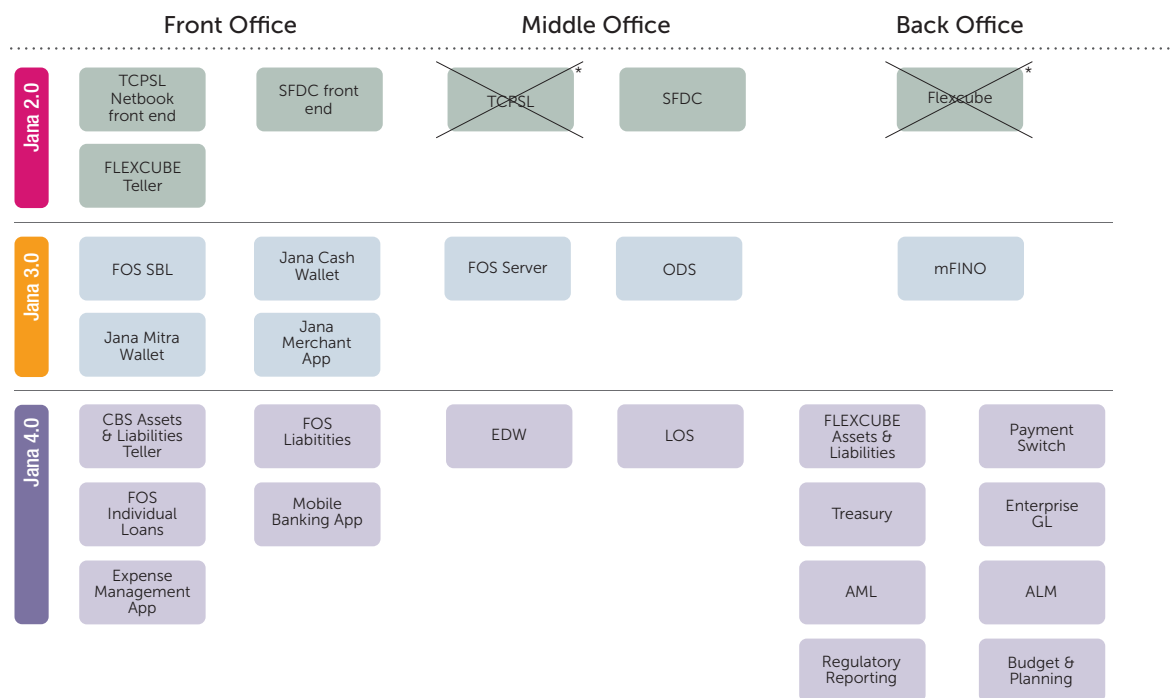 Front Office
Middle Office
Back Office
Jana 2.0
TCPSL
Netbook
front end
SFDC front
end
TCPSL
*
SFDC
Flexcube
*
FLEXCUBE
Teller
Jana 3.0
FOS SBL
Jana Cash
Wallet
FOS Server
ODS
mFINO
Jana Mitra
Wallet
Jana
Merchant
App
Jana 4.0
CBS Assets
& Liabilities
Teller
FOS
Liabitities
EDW
LOS
FLEXCUBE
Assets &
Liabilities
Payment
Switch
FOS
Individual
Loans
Mobile
Banking App
Treasury
Enterprise
GL
Expense
Management
App
AML
ALM
Regulatory
Reporting
Budget &
Planning